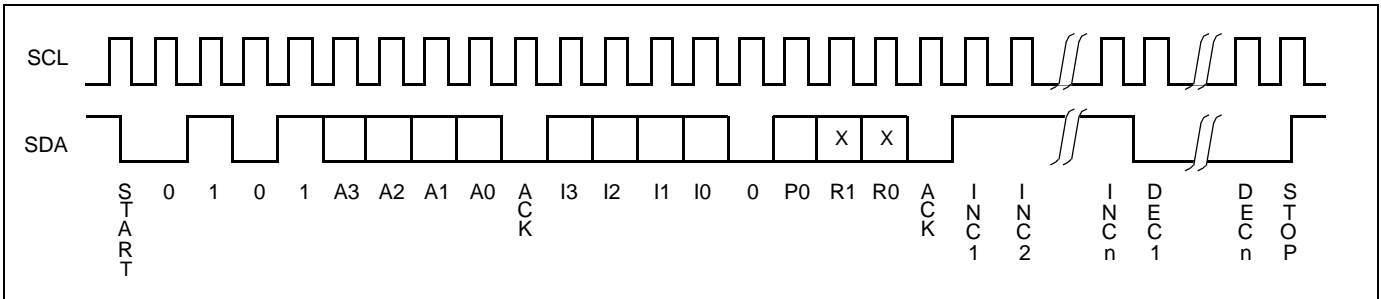 SCL
SDA
X X
START 0 1 0 1 A3 A2 A1 A0 ACK I3 I2 I1 I0 0 P0 R1 R0 ACK INC1 INC2 INCn DEC1 DECn STOP